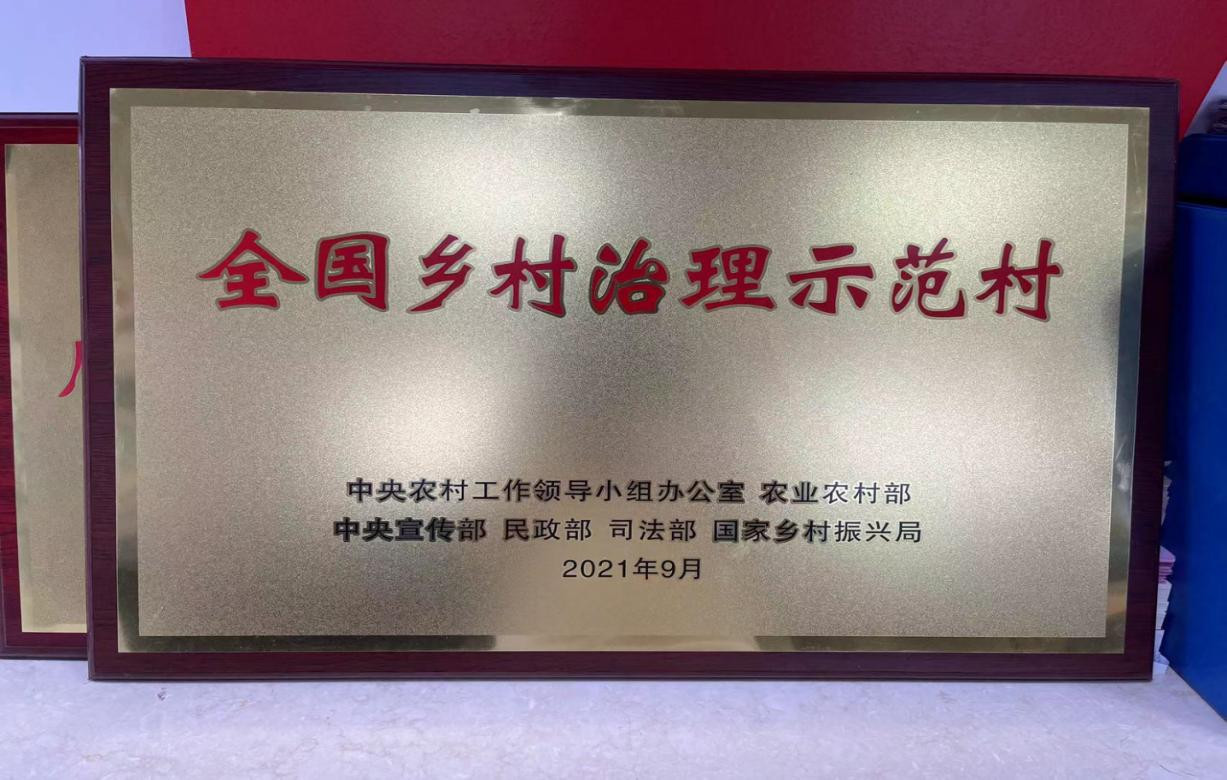 全国乡村治理示范村
中央农村工作领导小组办公室 农业农村部
中央宣传部 民政部 司法部 国家乡村振兴局
2021年9月